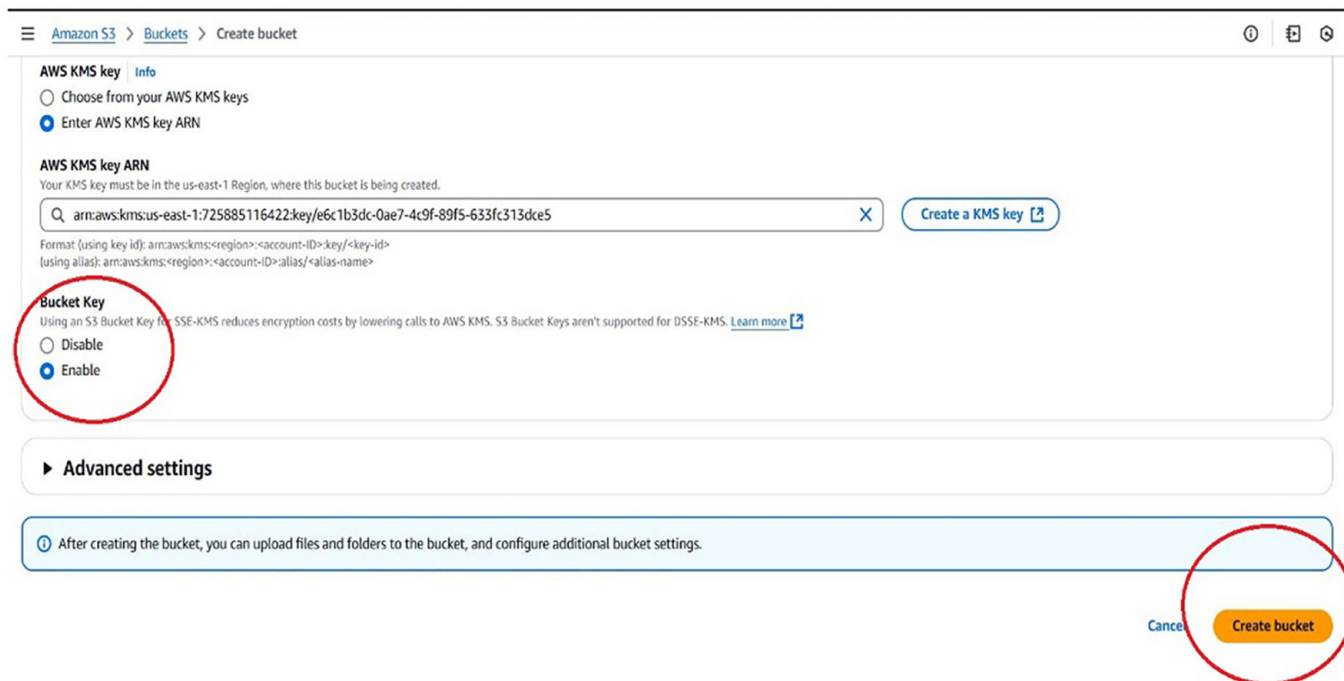 Amazon S3 > Buckets > Create bucket
AWS KMS key Info
Choose from your AWS KMS keys
Enter AWS KMS key ARN
AWS KMS key ARN
Your KMS key must be in the us-east-1 Region, where this bucket is being created.
arn:aws:kms:us-east-1:725885116422:key/e6c1b3dc-0ae7-4c9f-89f5-633fc313dce5
Create a KMS key
Format (using key id): arn:aws:kms:<region>:<account-ID>:key/<key-id>
(using alias): arn:aws:kms:<region>:<account-ID>:alias/<alias-name>
Bucket Key
Using an S3 Bucket Key for SSE-KMS reduces encryption costs by lowering calls to AWS KMS. S3 Bucket Keys aren't supported for DSSE-KMS. Learn more
Disable
Enable
Advanced settings
After creating the bucket, you can upload files and folders to the bucket, and configure additional bucket settings.
Cancel
Create bucket